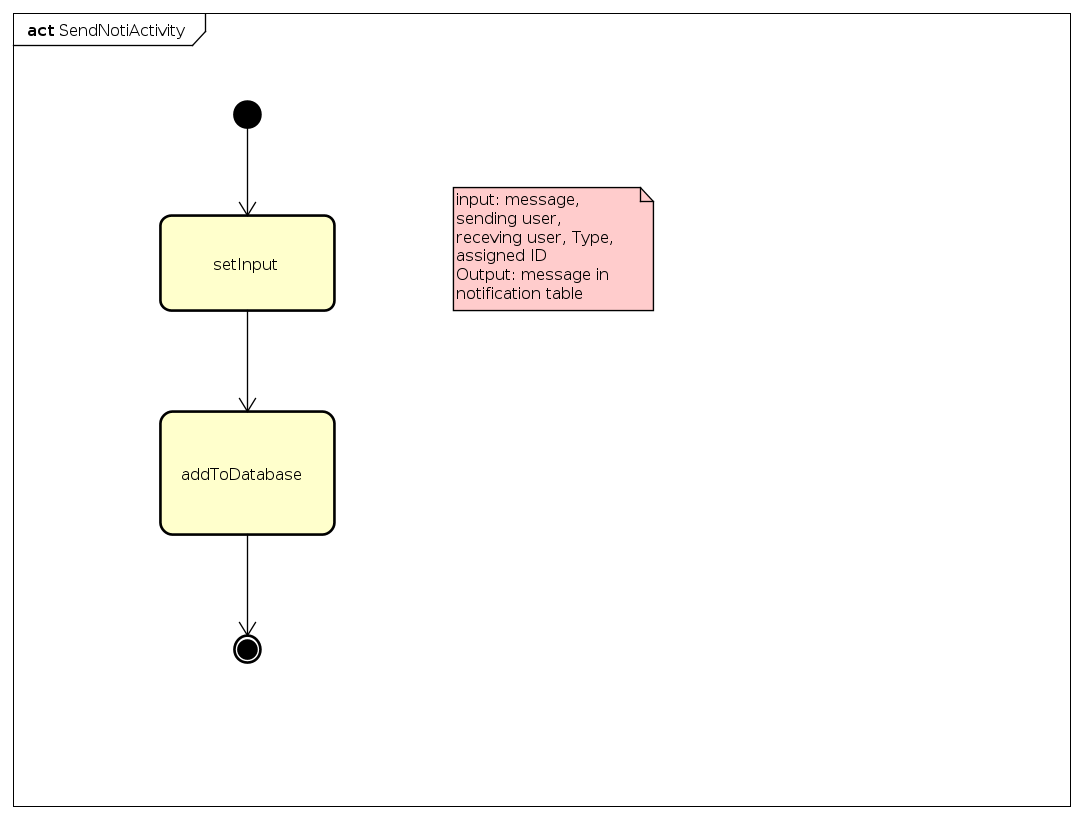 act SendNotiActivity
setInput
input: message,
sending user,
receving user, Type,
assigned ID
Output: message in
notification table
addToDatabase